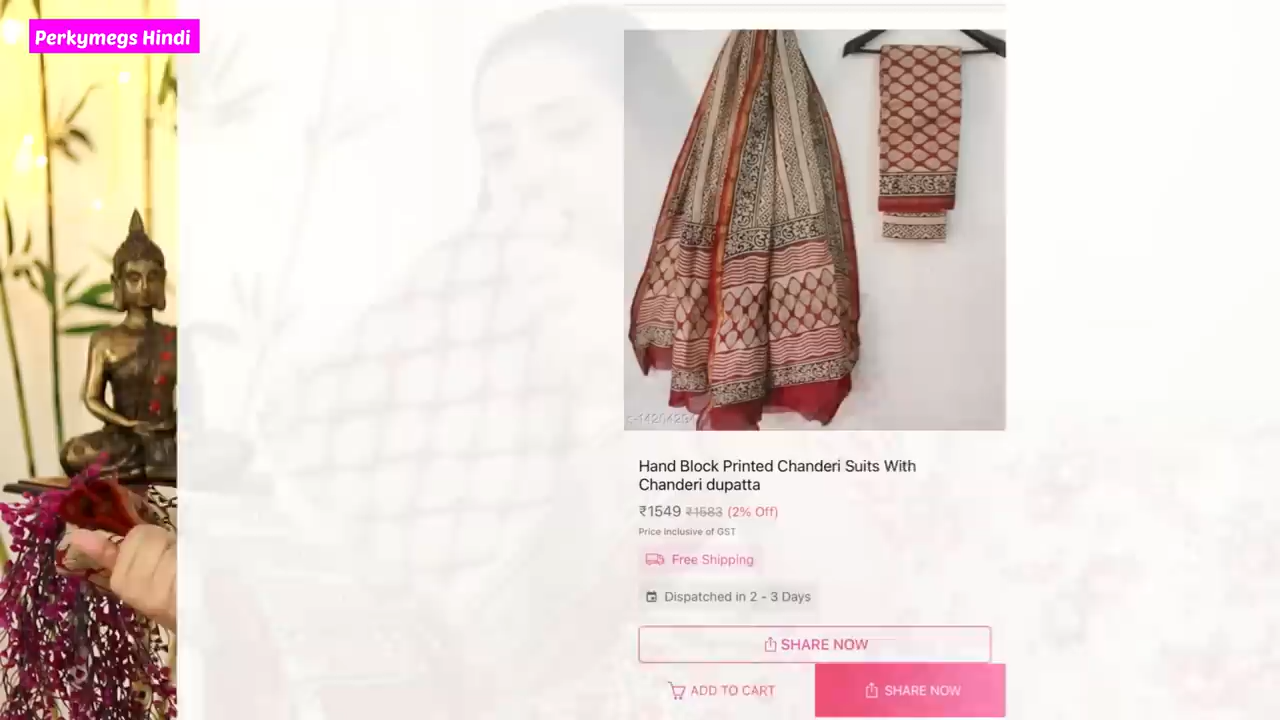 Perkymegs Hindi
Hand Block Printed Chanderi Suits With
Chanderi dupatta
₹1549 ₹1583 (2% Off)
Price Inclusive of GST
Free Shipping
Dispatched in 2 - 3 Days
SHARE NOW
ADD TO CART
SHARE NOW